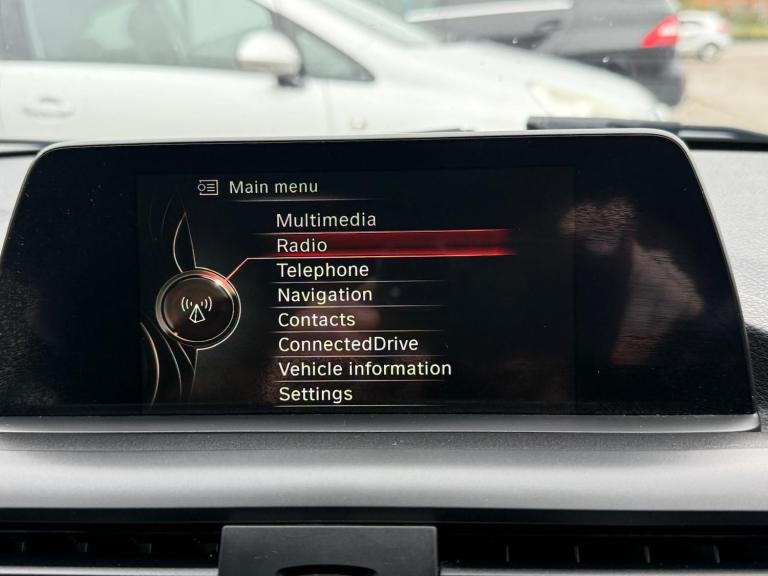 Main menu
Multimedia
Radio
Telephone
Navigation
Contacts
ConnectedDrive
Vehicle information
Settings